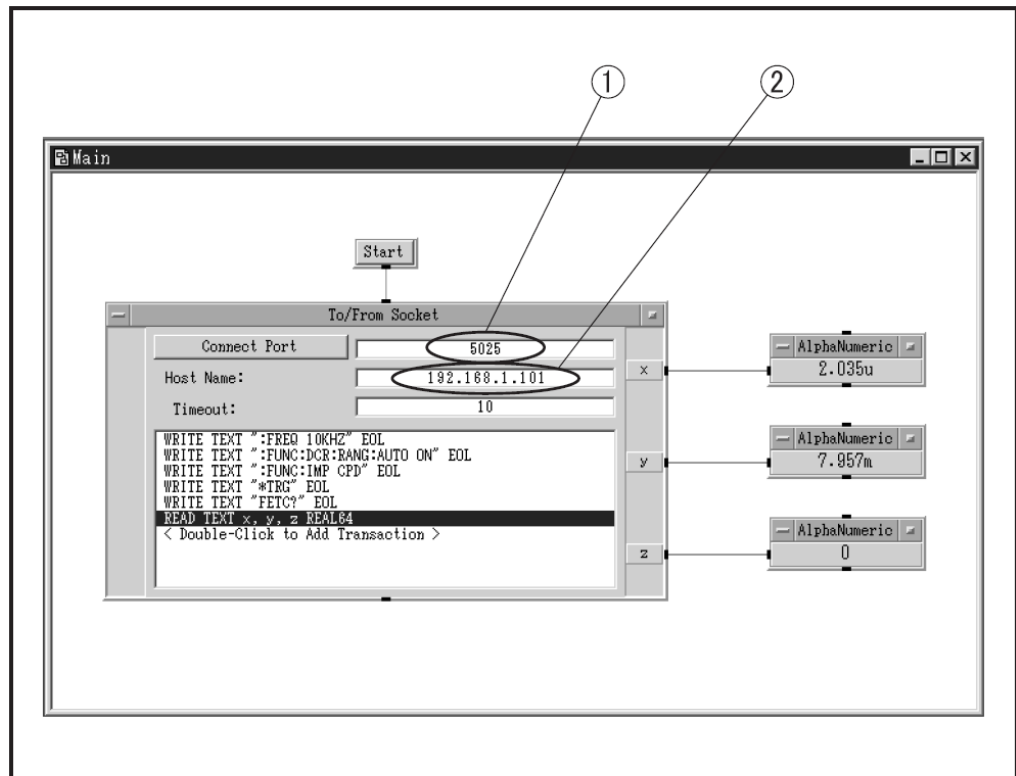 ① ②
Main
Start
To/From Socket
Connect Port 5025
Host Name: 192.168.1.101
Timeout: 10
WRITE TEXT ":FREQ 10KHZ" EOL
WRITE TEXT ":FUNC:DCR:RANG:AUTO ON" EOL
WRITE TEXT ":FUNC:IMP CPD" EOL
WRITE TEXT "*TRG" EOL
WRITE TEXT "FETC?" EOL
READ TEXT x, y, z REAL64
< Double-Click to Add Transaction >
x
y
z
AlphaNumeric
2.035u
AlphaNumeric
7.957m
AlphaNumeric
0